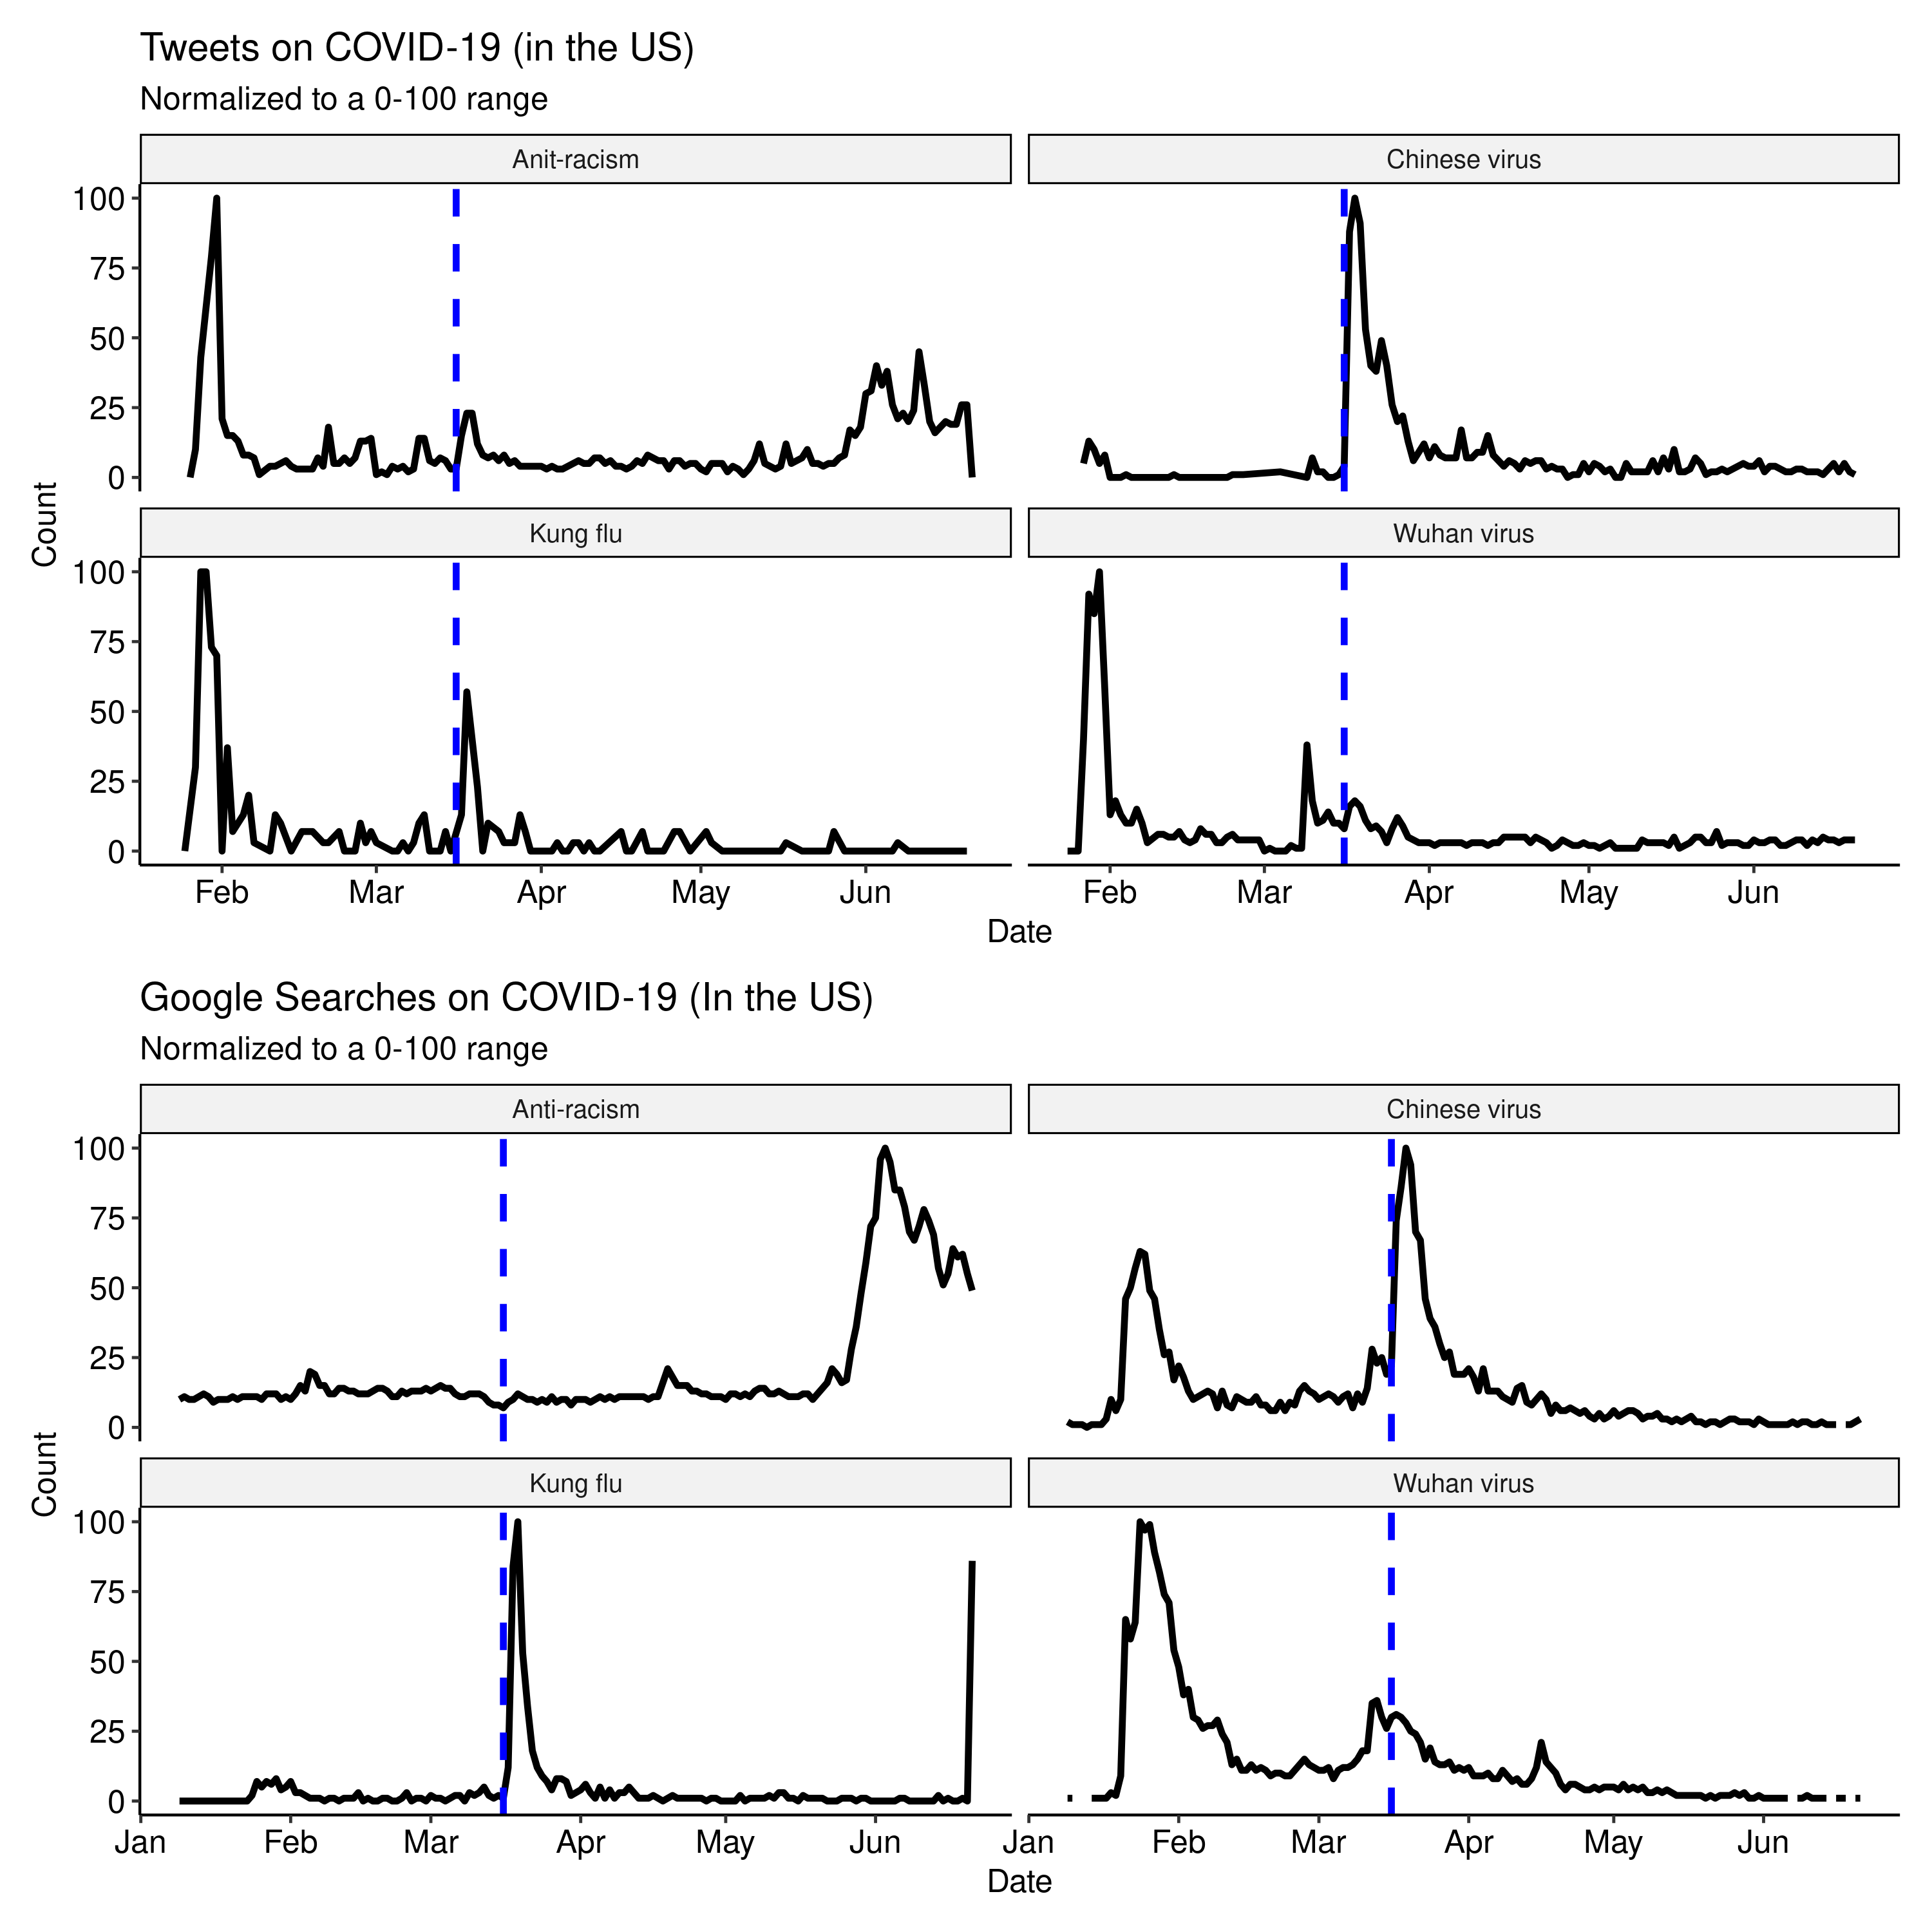 Tweets on COVID-19 (in the US)
Normalized to a 0-100 range
Anit-racism
Chinese virus
100
75
50
25
0
Kung flu
Wuhan virus
100
75
50
25
0
Count
Feb Mar Apr May Jun
Feb Mar Apr May Jun
Date
Google Searches on COVID-19 (In the US)
Normalized to a 0-100 range
Anti-racism
Chinese virus
100
75
50
25
0
Kung flu
Wuhan virus
100
75
50
25
0
Count
Jan Feb Mar Apr May Jun
Jan Feb Mar Apr May Jun
Date